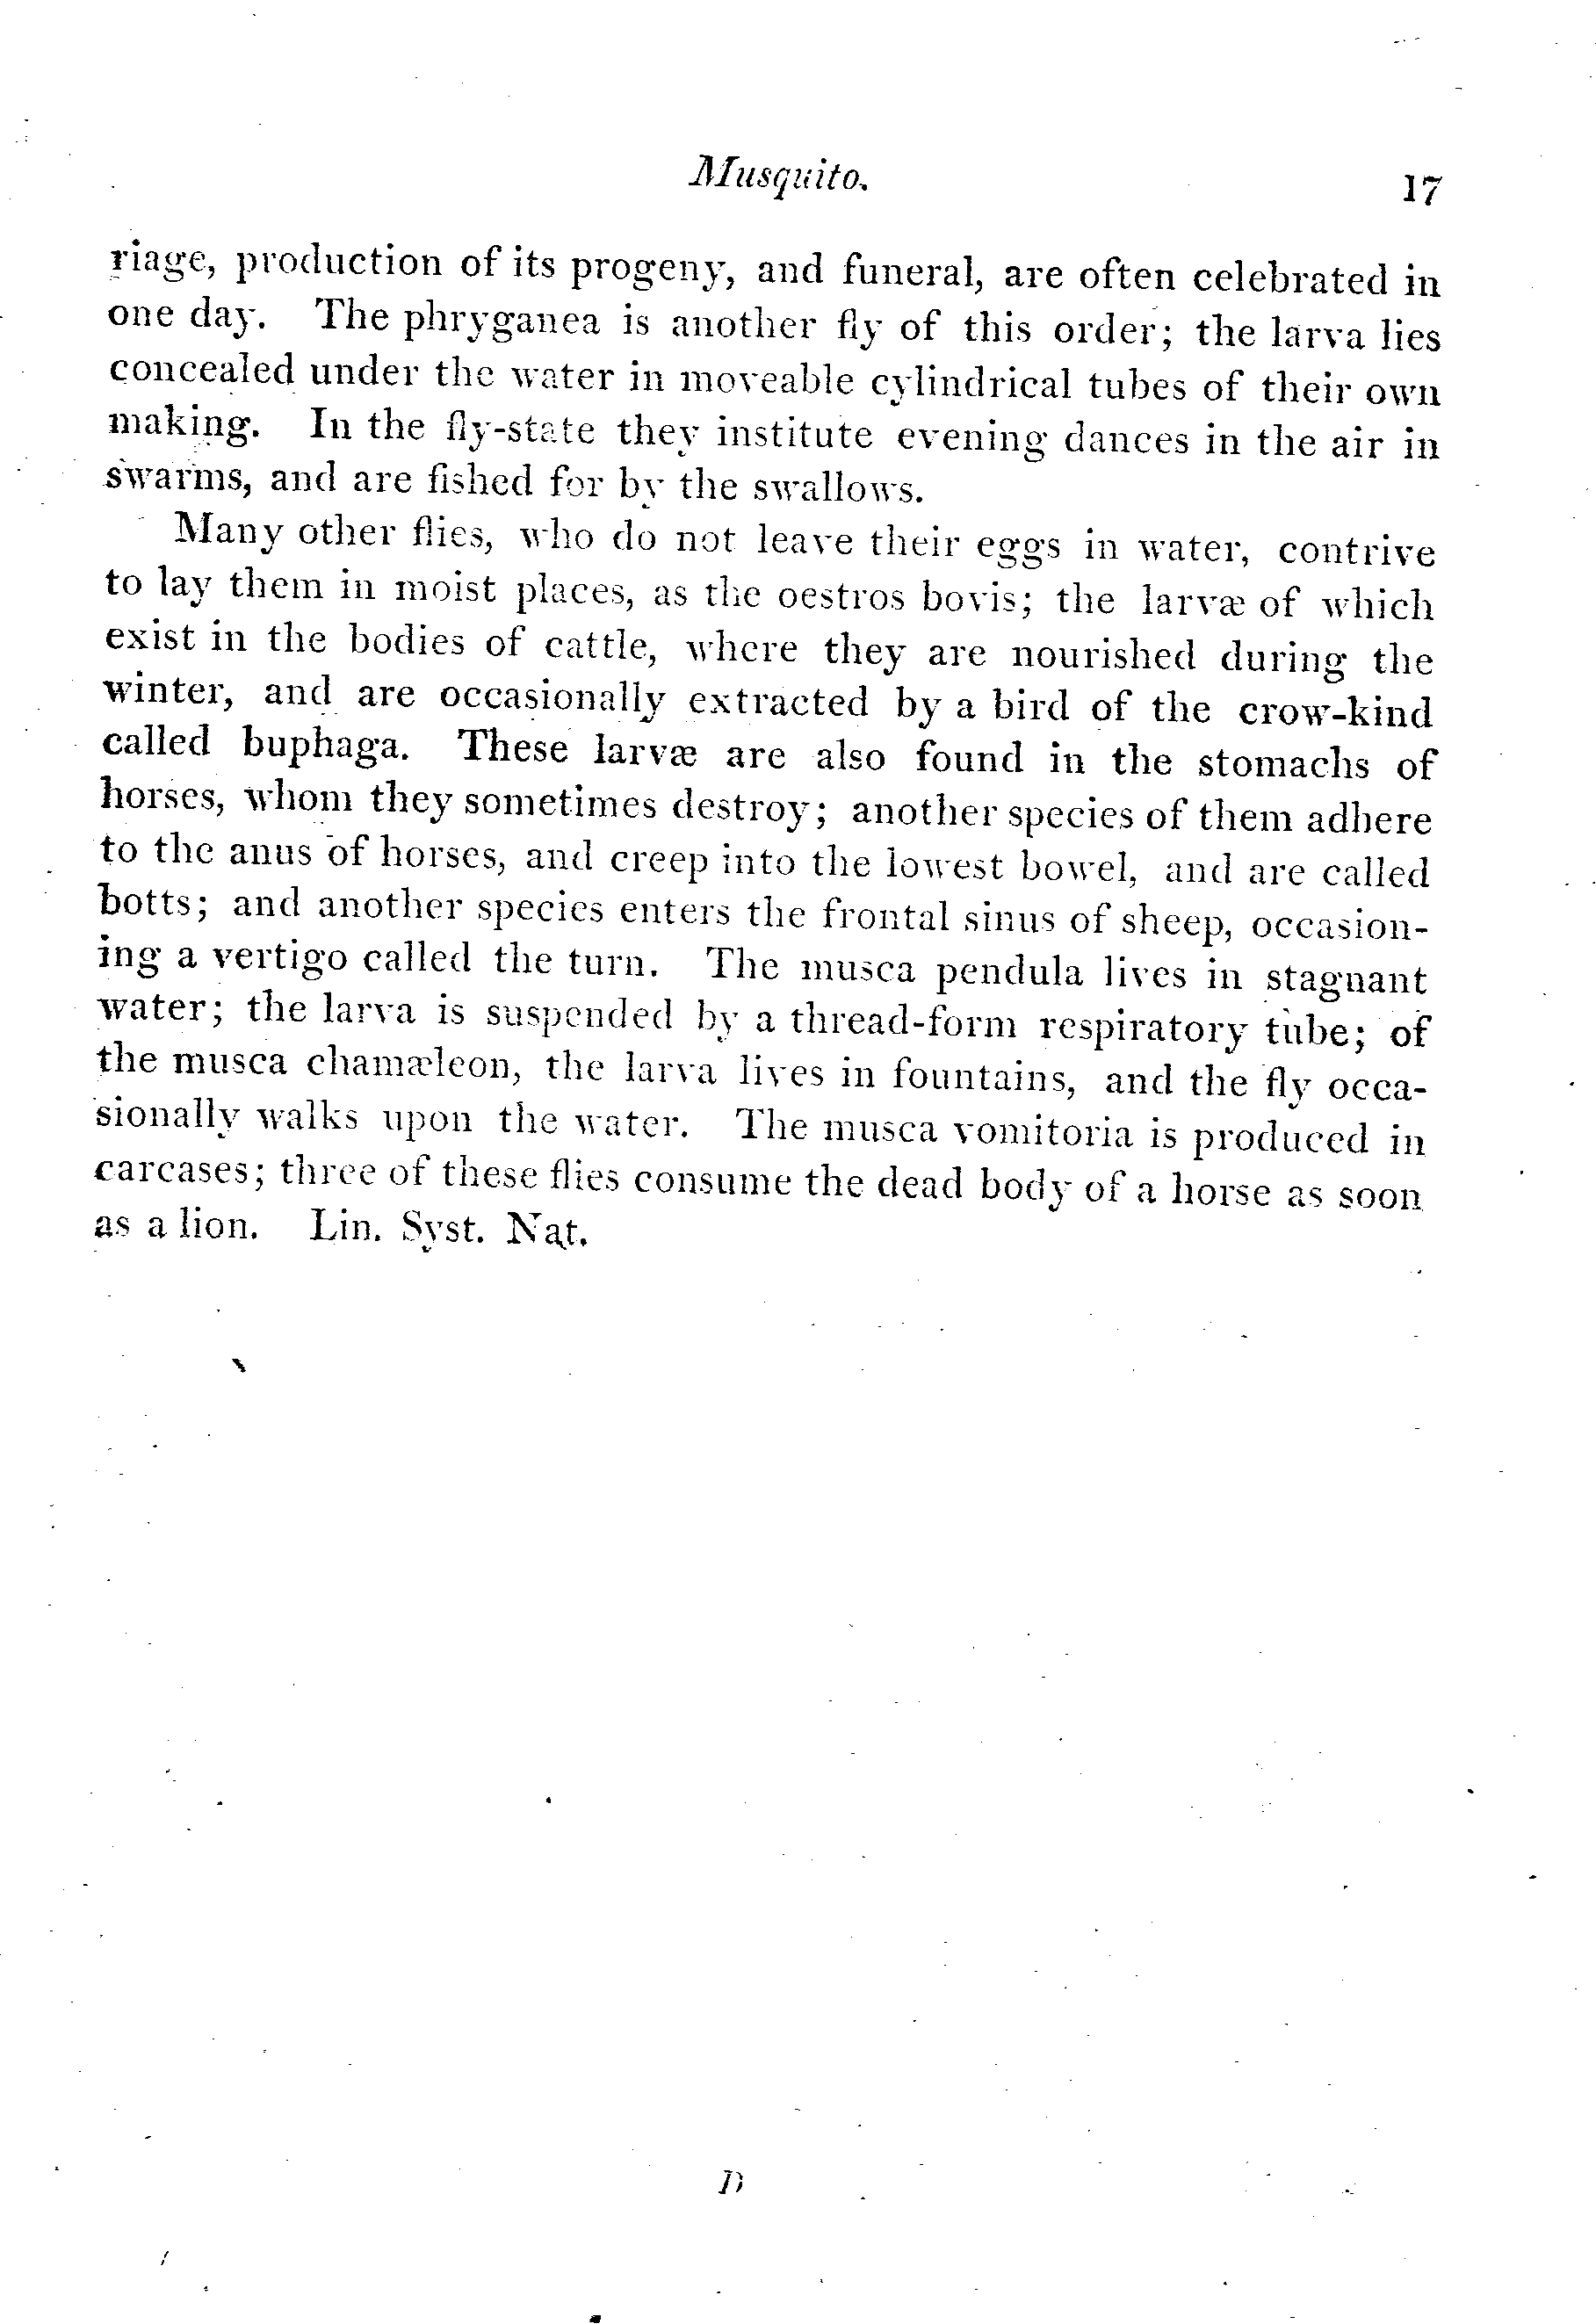 Musquito.
17
riage, production of its progeny, and funeral, are often celebrated in
one day. The phryganea is another fly of this order; the larva lies
concealed under the water in moveable cylindrical tubes of their own
making. In the fly-state they institute evening dances in the air in
swarms, and are fished for by the swallows.
Many other flies, who do not leave their eggs in water, contrive
to lay them in moist places, as the oestros bovis; the larvæ of which
exist in the bodies of cattle, where they are nourished during the
winter, and are occasionally extracted by a bird of the crow-kind
called buphaga. These larvæ are also found in the stomachs of
horses, whom they sometimes destroy; another species of them adhere
to the anus of horses, and creep into the lowest bowel, and are called
botts; and another species enters the frontal sinus of sheep, occasion-
ing a vertigo called the turn. The musca pendula lives in stagnant
water; the larva is suspended by a thread-form respiratory tube; of
the musca chamæleon, the larva lives in fountains, and the fly occa-
sionally walks upon the water. The musca vomitoria is produced in
carcases; three of these flies consume the dead body of a horse as soon
as a lion. Lin. Syst. Nat.
D